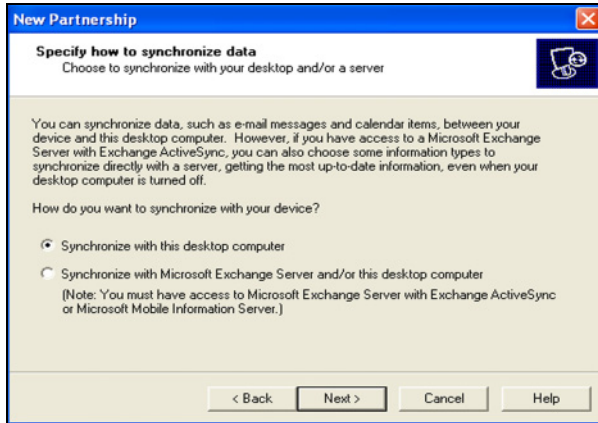 New Partnership
Specify how to synchronize data
Choose to synchronize with your desktop and/or a server
You can synchronize data, such as e-mail messages and calendar items, between your
device and this desktop computer. However, if you have access to a Microsoft Exchange
Server with Exchange ActiveSync, you can also choose some information types to
synchronize directly with a server, getting the most up-to-date information, even when your
desktop computer is turned off.
How do you want to synchronize with your device?
Synchronize with this desktop computer
Synchronize with Microsoft Exchange Server and/or this desktop computer
(Note: You must have access to Microsoft Exchange Server with Exchange ActiveSync
or Microsoft Mobile Information Server.)
< Back Next > Cancel Help